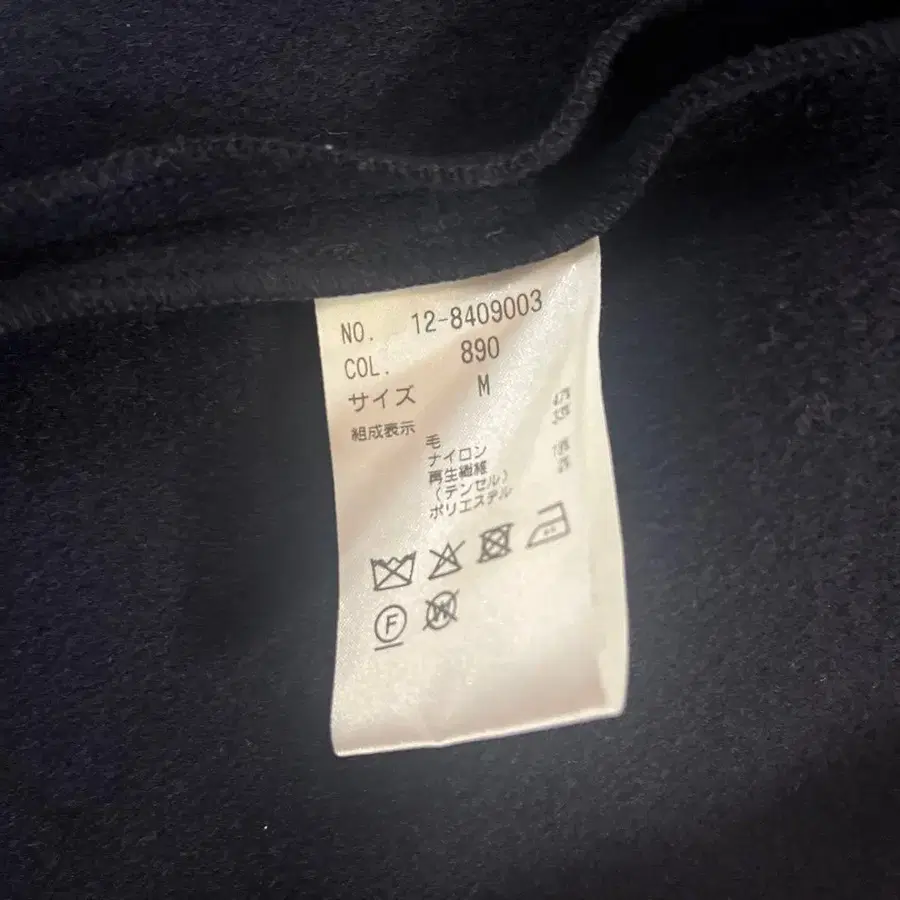 NO. 12-8409003
COL. 890
サイズ M
組成表示
毛
ナイロン
再生繊維
(テンセル)
ポリエステル
F
W